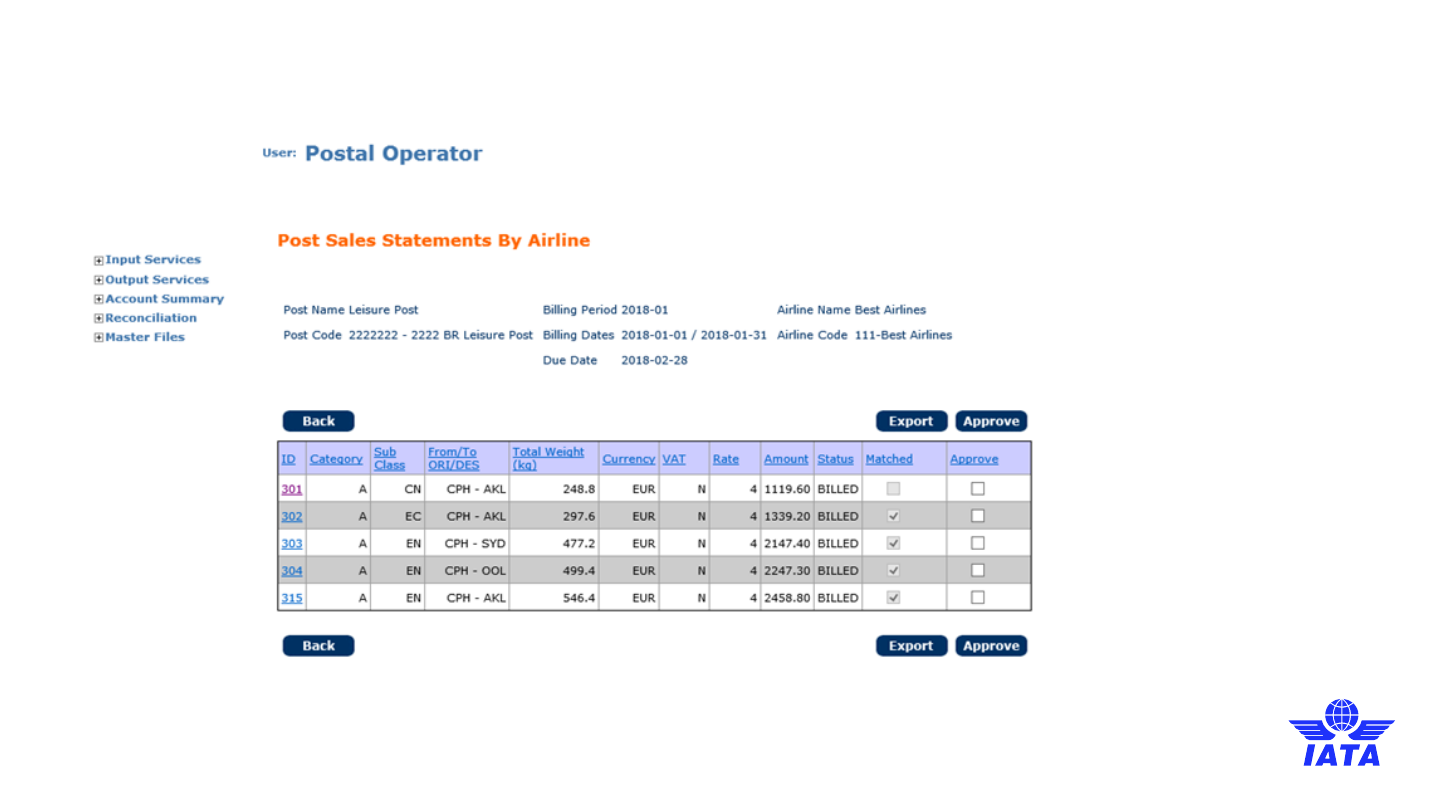 User: Postal Operator
Post Sales Statements By Airline
Input Services
Output Services
Account Summary
Reconciliation
Master Files
Post Name Leisure Post Billing Period 2018-01 Airline Name Best Airlines
Post Code 2222222 - 2222 BR Leisure Post Billing Dates 2018-01-01 / 2018-01-31 Airline Code 111-Best Airlines
Due Date 2018-02-28
Back Export Approve
ID Category Sub Class From/To ORI/DES Total Weight (kg) Currency VAT Rate Amount Status Matched Approve
301 A CN CPH - AKL 248.8 EUR N 4 1119.60 BILLED
302 A EC CPH - AKL 297.6 EUR N 4 1339.20 BILLED
303 A EN CPH - SYD 477.2 EUR N 4 2147.40 BILLED
304 A EN CPH - OOL 499.4 EUR N 4 2247.30 BILLED
315 A EN CPH - AKL 546.4 EUR N 4 2458.80 BILLED
Back Export Approve
IATA